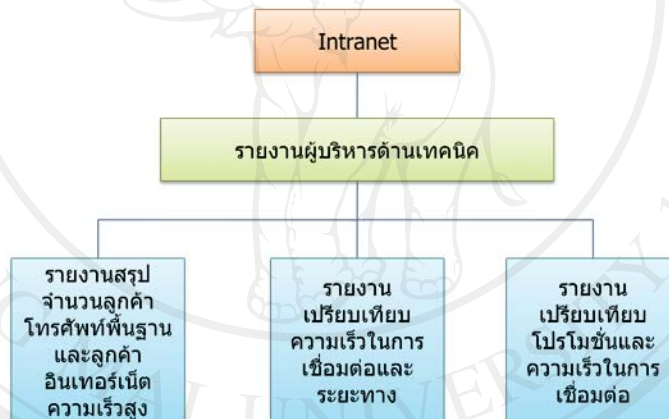 Intranet
รายงานผู้บริหารด้านเทคนิค
รายงานสรุป
จำนวนลูกค้า
โทรศัพท์พื้นฐาน
และลูกค้า
อินเทอร์เน็ต
ความเร็วสูง
รายงาน
เปรียบเทียบ
ความเร็วในการ
เชื่อมต่อและ
ระยะทาง
รายงาน
เปรียบเทียบ
โปรโมชั่นและ
ความเร็วในการ
เชื่อมต่อ